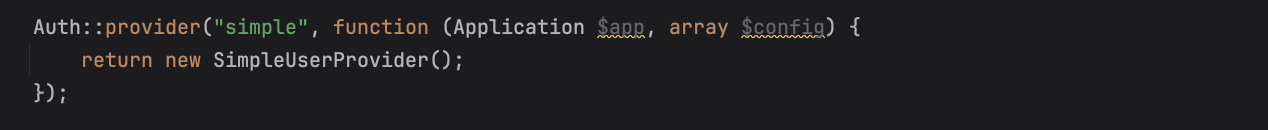 Auth::provider("simple", function (Application $app, array $config) {
    return new SimpleUserProvider();
});